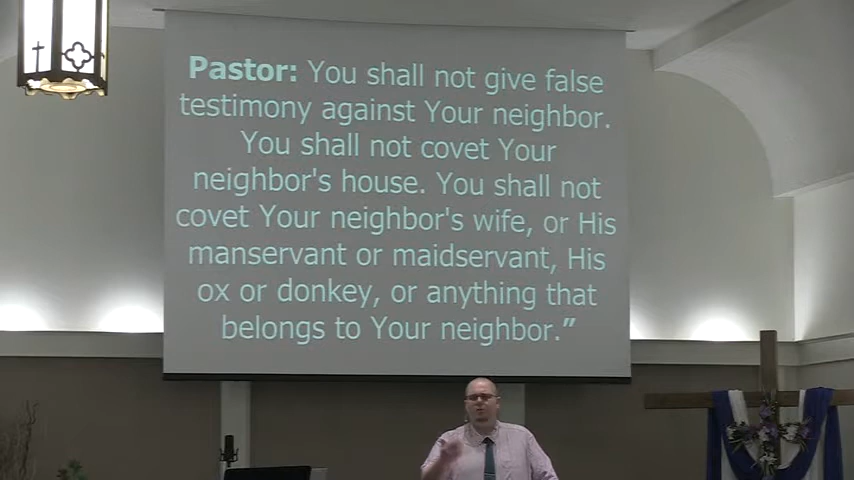 Pastor: You shall not give false
testimony against Your neighbor.
You shall not covet Your
neighbor's house. You shall not
covet Your neighbor's wife, or His
manservant or maidservant, His
ox or donkey, or anything that
belongs to Your neighbor.”